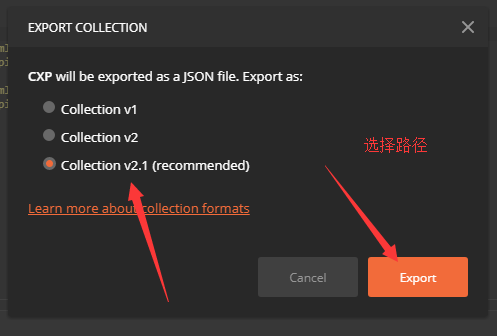 EXPORT COLLECTION
CXP will be exported as a JSON file. Export as:
Collection v1
Collection v2
选择路径
Collection v2.1 (recommended)
Learn more about collection formats
Cancel
Export